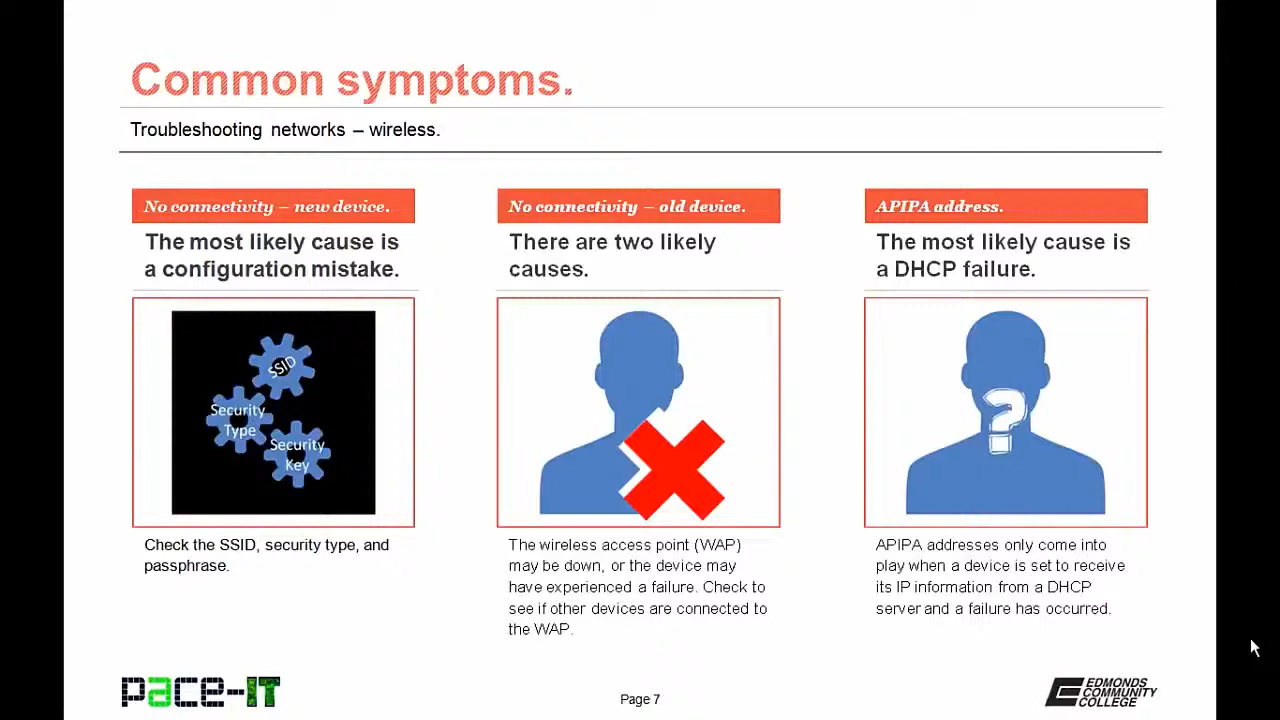 Common symptoms.
Troubleshooting networks – wireless.
No connectivity – new device.
The most likely cause is
a configuration mistake.
SSID
Security
Type
Security
Key
Check the SSID, security type, and
passphrase.
No connectivity – old device.
There are two likely
causes.
The wireless access point (WAP)
may be down, or the device may
have experienced a failure. Check to
see if other devices are connected to
the WAP.
APIPA address.
The most likely cause is
a DHCP failure.
?
APIPA addresses only come into
play when a device is set to receive
its IP information from a DHCP
server and a failure has occurred.
pace-IT
Page 7
EDMONDS
COMMUNITY
COLLEGE